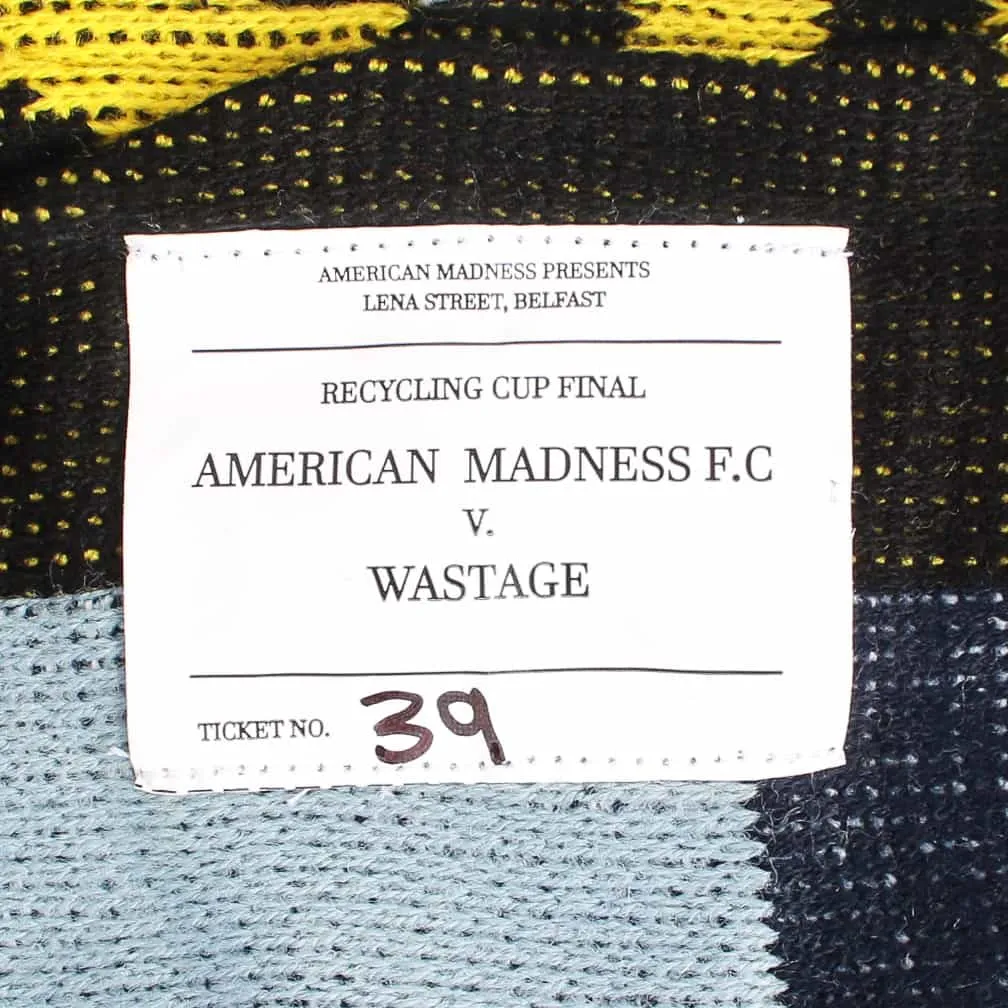 AMERICAN MADNESS PRESENTS
LENA STREET, BELFAST
RECYCLING CUP FINAL
AMERICAN MADNESS F.C
V.
WASTAGE
TICKET NO. 39